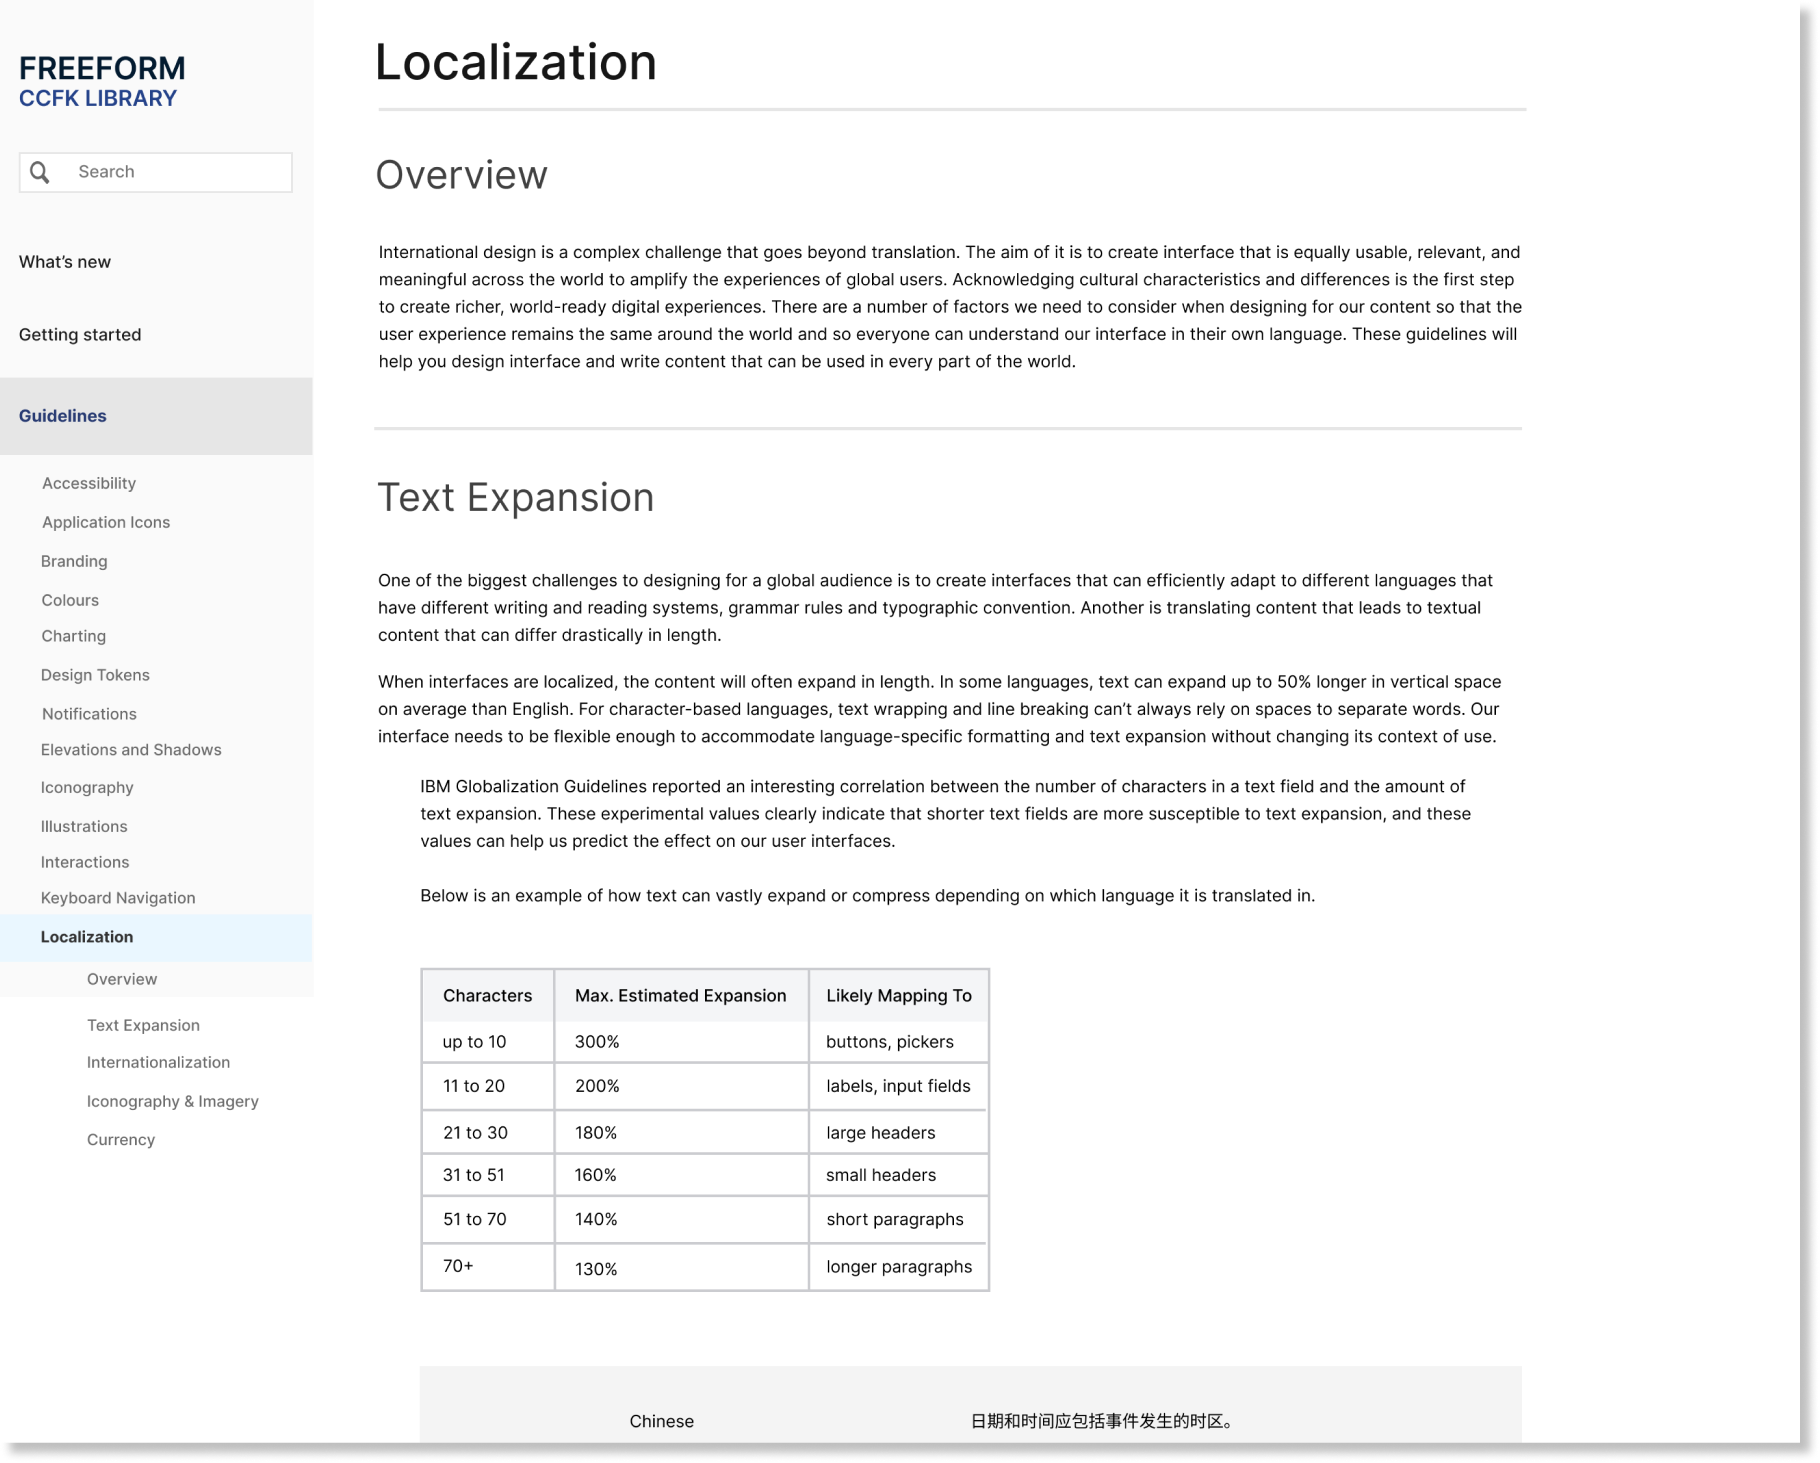 FREEFORM
CCFK LIBRARY
Search
What’s new
Getting started
Guidelines
Accessibility
Application Icons
Branding
Colours
Charting
Design Tokens
Notifications
Elevations and Shadows
Iconography
Illustrations
Interactions
Keyboard Navigation
Localization
Overview
Text Expansion
Internationalization
Iconography & Imagery
Currency
Localization
Overview
International design is a complex challenge that goes beyond translation. The aim of it is to create interface that is equally usable, relevant, and
meaningful across the world to amplify the experiences of global users. Acknowledging cultural characteristics and differences is the first step
to create richer, world-ready digital experiences. There are a number of factors we need to consider when designing for our content so that the
user experience remains the same around the world and so everyone can understand our interface in their own language. These guidelines will
help you design interface and write content that can be used in every part of the world.
Text Expansion
One of the biggest challenges to designing for a global audience is to create interfaces that can efficiently adapt to different languages that
have different writing and reading systems, grammar rules and typographic convention. Another is translating content that leads to textual
content that can differ drastically in length.
When interfaces are localized, the content will often expand in length. In some languages, text can expand up to 50% longer in vertical space
on average than English. For character-based languages, text wrapping and line breaking can’t always rely on spaces to separate words. Our
interface needs to be flexible enough to accommodate language-specific formatting and text expansion without changing its context of use.
IBM Globalization Guidelines reported an interesting correlation between the number of characters in a text field and the amount of
text expansion. These experimental values clearly indicate that shorter text fields are more susceptible to text expansion, and these
values can help us predict the effect on our user interfaces.
Below is an example of how text can vastly expand or compress depending on which language it is translated in.
Characters Max. Estimated Expansion Likely Mapping To
up to 10 300% buttons, pickers
11 to 20 200% labels, input fields
21 to 30 180% large headers
31 to 51 160% small headers
51 to 70 140% short paragraphs
70+ 130% longer paragraphs
Chinese 日期和时间应包括事件发生的时区。